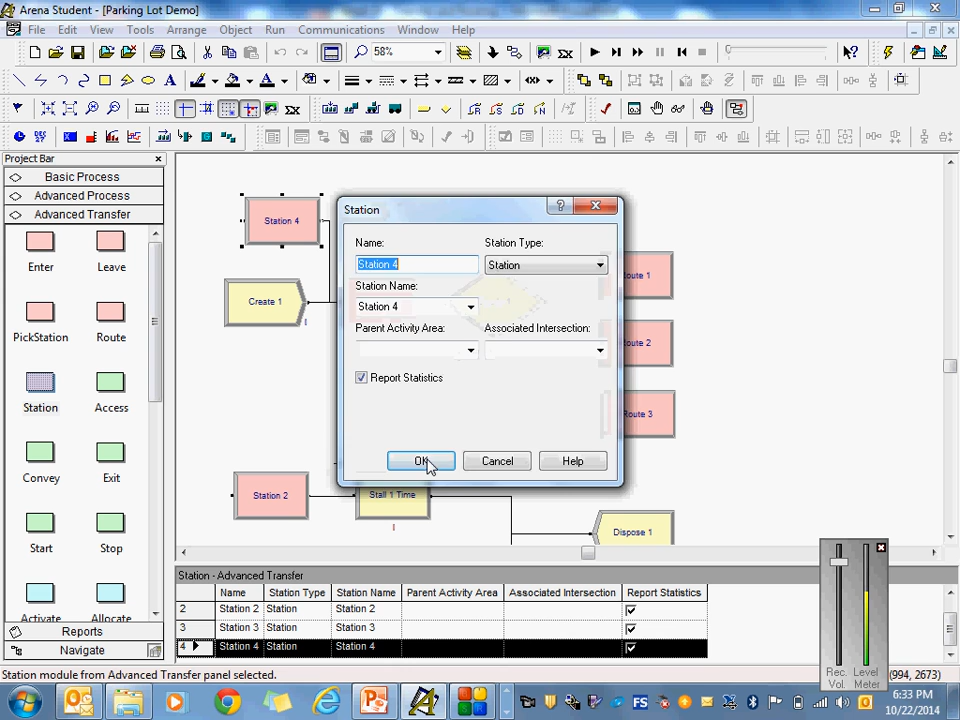 Arena Student - [Parking Lot Demo]
File Edit View Tools Arrange Object Run Communications Window Help
58%
Project Bar
Basic Process
Advanced Process
Advanced Transfer
Enter Leave
PickStation Route
Station Access
Convey Exit
Start Stop
Activate Allocate
Reports
Navigate
Station 4
Create 1
Station 2
Stall 1 Time
Dispose 1
Route 1
Route 2
Route 3
Station
Name: Station Type:
Station 4 Station
Station Name:
Station 4
Parent Activity Area: Associated Intersection:
Report Statistics
OK Cancel Help
Station - Advanced Transfer
Name Station Type Station Name Parent Activity Area Associated Intersection Report Statistics
2 Station 2 Station Station 2
3 Station 3 Station Station 3
4 Station 4 Station Station 4
Rec. Vol. Level Meter
Station module from Advanced Transfer panel selected.
(994, 2673)
6:33 PM
10/22/2014